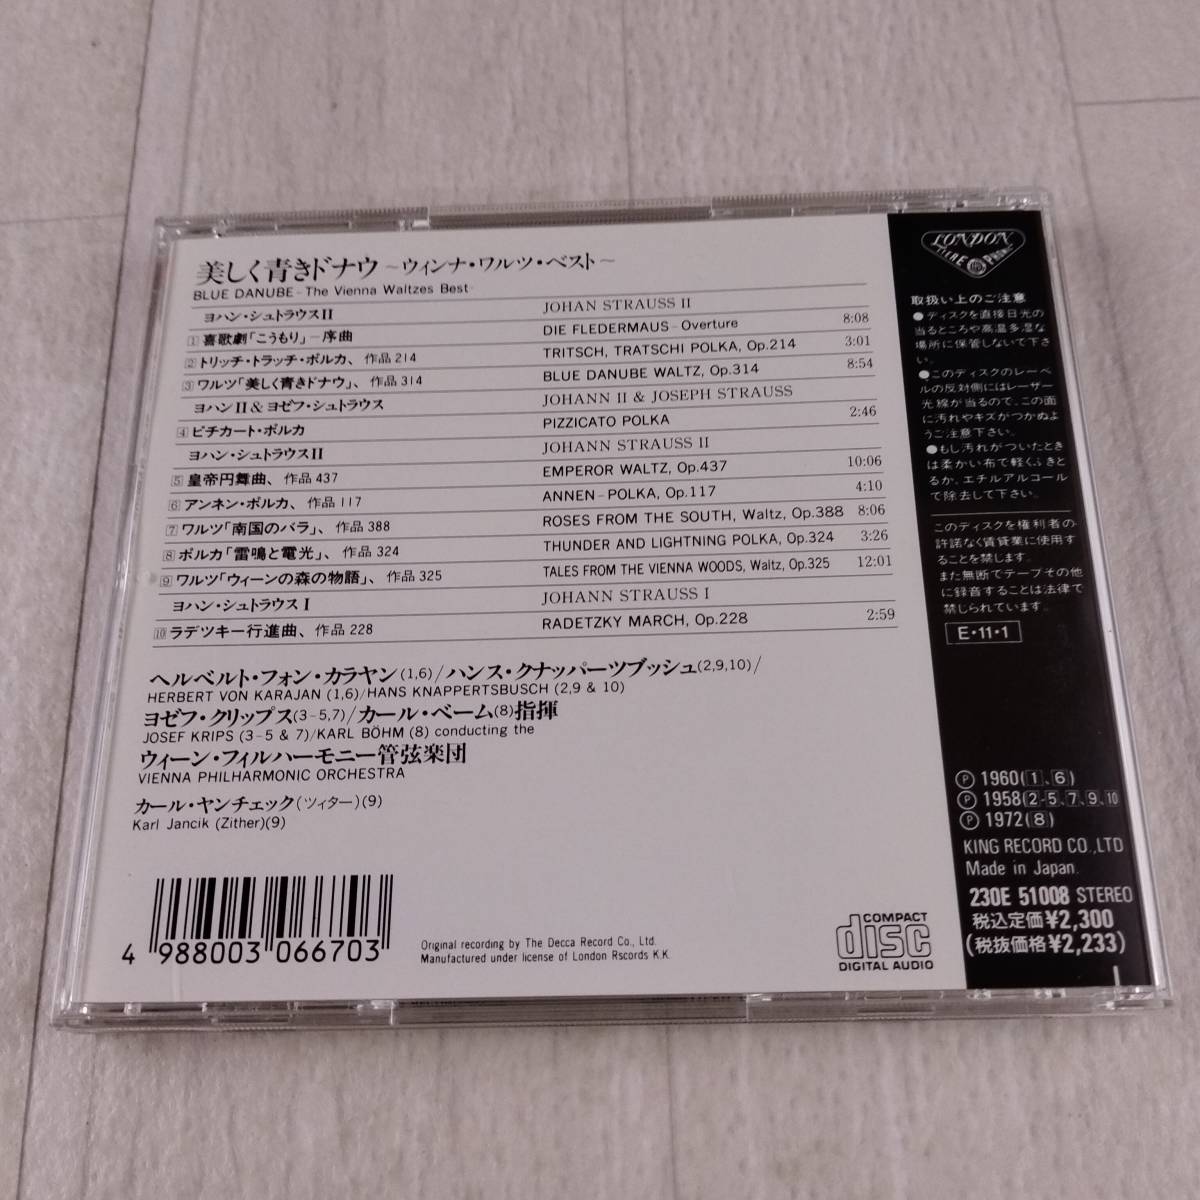 美しく青きドナウ～ウィンナ・ワルツ・ベスト～
BLUE DANUBE–The Vienna Waltzes Best–
ヨハン・シュトラウスII JOHAN STRAUSS II
1 喜歌劇「こうもり」–序曲 DIE FLEDERMAUS–Overture 8:08
2 トリッチ・トラッチ・ポルカ、作品214 TRITSCH, TRATSCHI POLKA, Op.214 3:01
3 ワルツ「美しく青きドナウ」、作品314 BLUE DANUBE WALTZ, Op.314 8:54
ヨハンII＆ヨゼフ・シュトラウス JOHANN II & JOSEPH STRAUSS
4 ピチカート・ポルカ PIZZICATO POLKA 2:46
ヨハン・シュトラウスII JOHANN STRAUSS II
5 皇帝円舞曲、作品437 EMPEROR WALTZ, Op.437 10:06
6 アンネン・ポルカ、作品117 ANNEN–POLKA, Op.117 4:10
7 ワルツ「南国のバラ」、作品388 ROSES FROM THE SOUTH, Waltz, Op.388 8:06
8 ポルカ「雷鳴と電光」、作品324 THUNDER AND LIGHTNING POLKA, Op.324 3:26
9 ワルツ「ウィーンの森の物語」、作品325 TALES FROM THE VIENNA WOODS, Waltz, Op.325 12:01
ヨハン・シュトラウスI JOHANN STRAUSS I
10 ラデツキー行進曲、作品228 RADETZKY MARCH, Op.228 2:59
ヘルベルト・フォン・カラヤン(1,6)/ハンス・クナッパーツブッシュ(2,9,10)/
HERBERT VON KARAJAN (1,6)/HANS KNAPPERTSBUSCH (2,9 & 10)
ヨゼフ・クリップス(3–5,7)/カール・ベーム(8)指揮
JOSEF KRIPS (3–5 & 7)/KARL BÖHM (8) conducting the
ウィーン・フィルハーモニー管弦楽団
VIENNA PHILHARMONIC ORCHESTRA
カール・ヤンチェック(ツィター)(9)
Karl Jancik (Zither)(9)
4 988003 066703
Original recording by The Decca Record Co., Ltd.
Manufactured under license of London Rscords K.K.
COMPACT
disc
DIGITAL AUDIO
LONDON
取扱い上のご注意
●ディスクを直接日光の
当るところや高温多湿な
場所に保管しないで下さ
い。
●このディスクのレーベ
ルの反対側にはレーザー
光線が当るので、この面
に汚れやキズがつかぬよ
うご注意下さい。
●もし汚れがついたとき
は柔かい布で軽くふきと
るか、エチルアルコール
で除去して下さい。
このディスクを権利者の
許諾なく賃貸業に使用す
ることを禁じます。
また無断でテープその他
に録音することは法律で
禁じられています。
E・11・1
Ⓟ 1960(1、6)
Ⓟ 1958(2-5、7、9、10)
Ⓟ 1972(8)
KING RECORD CO.,LTD
Made in Japan.
230E 51008 STEREO
税込定価¥2,300
(税抜価格¥2,233)